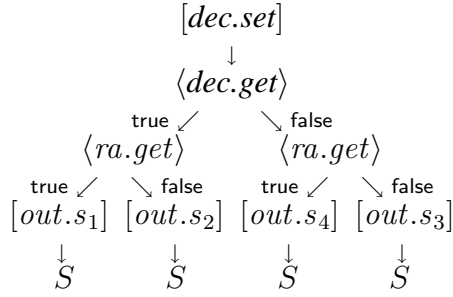 [dec.set]
↓
⟨dec.get⟩
true ↙ ↘ false
⟨ra.get⟩ ⟨ra.get⟩
true ↙ ↘ false true ↙ ↘ false
[out.s₁] [out.s₂] [out.s₄] [out.s₃]
↓ ↓ ↓ ↓
S S S S